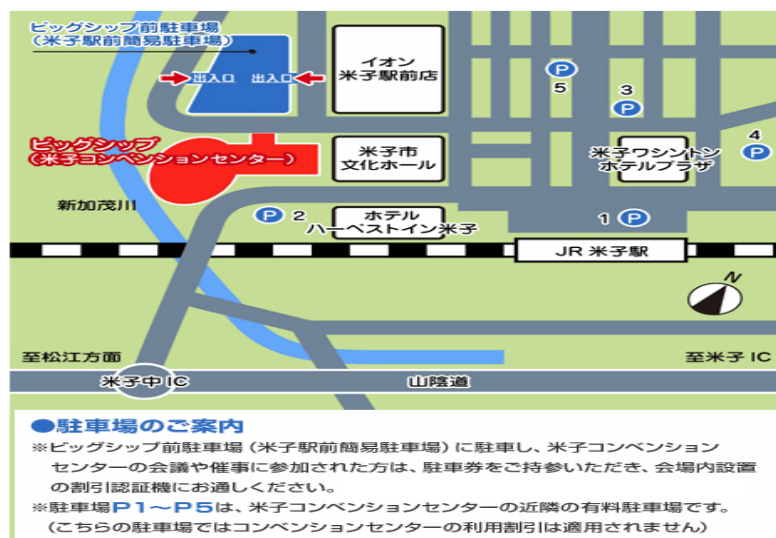 ビッグシップ前駐車場
（米子駅前簡易駐車場）
出入口
出入口
イオン
米子駅前店
P
5
3
P
4
P
ビッグシップ
（米子コンベンションセンター）
米子市
文化ホール
米子ワシントン
ホテルプラザ
新加茂川
P 2
ホテル
ハーベストイン米子
1 P
JR 米子駅
N
至松江方面
至米子 IC
米子中IC
山陰道
●駐車場のご案内
※ビッグシップ前駐車場（米子駅前簡易駐車場）に駐車し、米子コンベンション
センターの会議や催事に参加された方は、駐車券をご持参いただき、会場内設置
の割引認証機にお通しください。
※駐車場P1〜P5は、米子コンベンションセンターの近隣の有料駐車場です。
（こちらの駐車場ではコンベンションセンターの利用割引は適用されません）